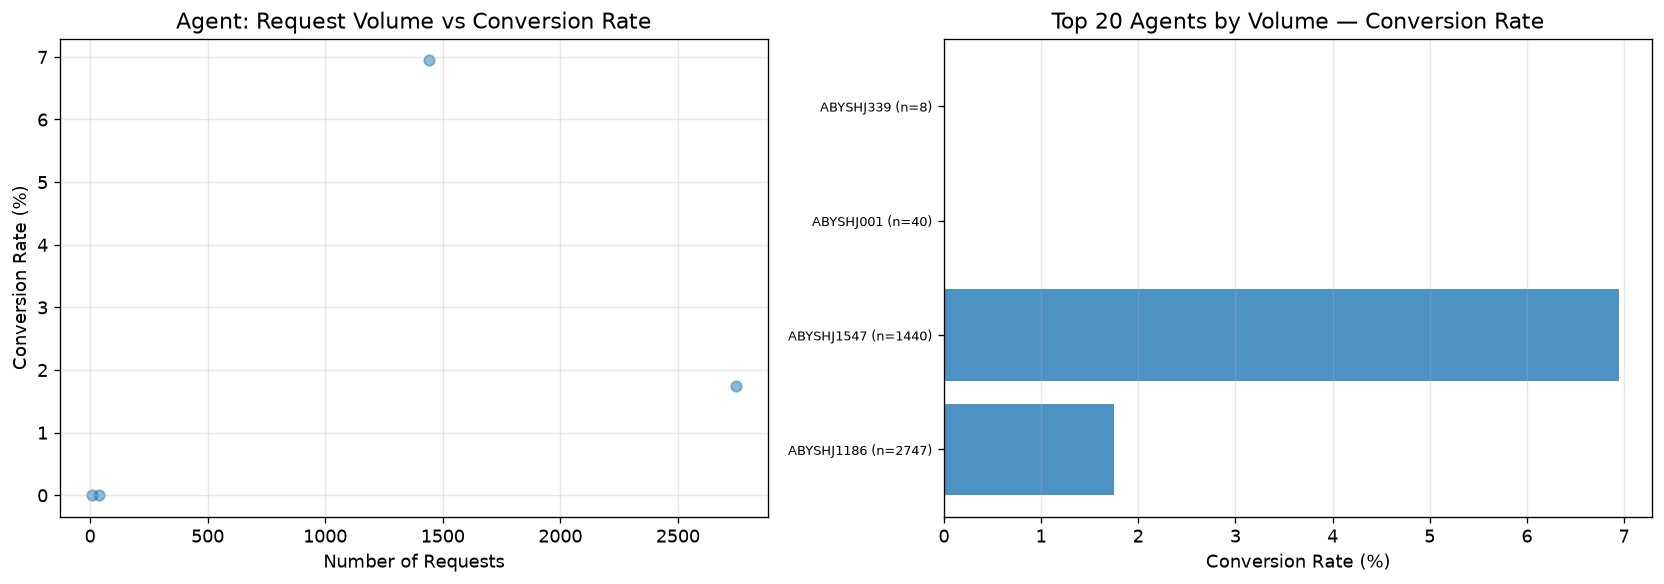 Agent: Request Volume vs Conversion Rate
7
6
5
4
3
2
1
0
Conversion Rate (%)
0 500 1000 1500 2000 2500
Number of Requests
Top 20 Agents by Volume — Conversion Rate
ABYSHJ339 (n=8)
ABYSHJ001 (n=40)
ABYSHJ1547 (n=1440)
ABYSHJ1186 (n=2747)
0 1 2 3 4 5 6 7
Conversion Rate (%)